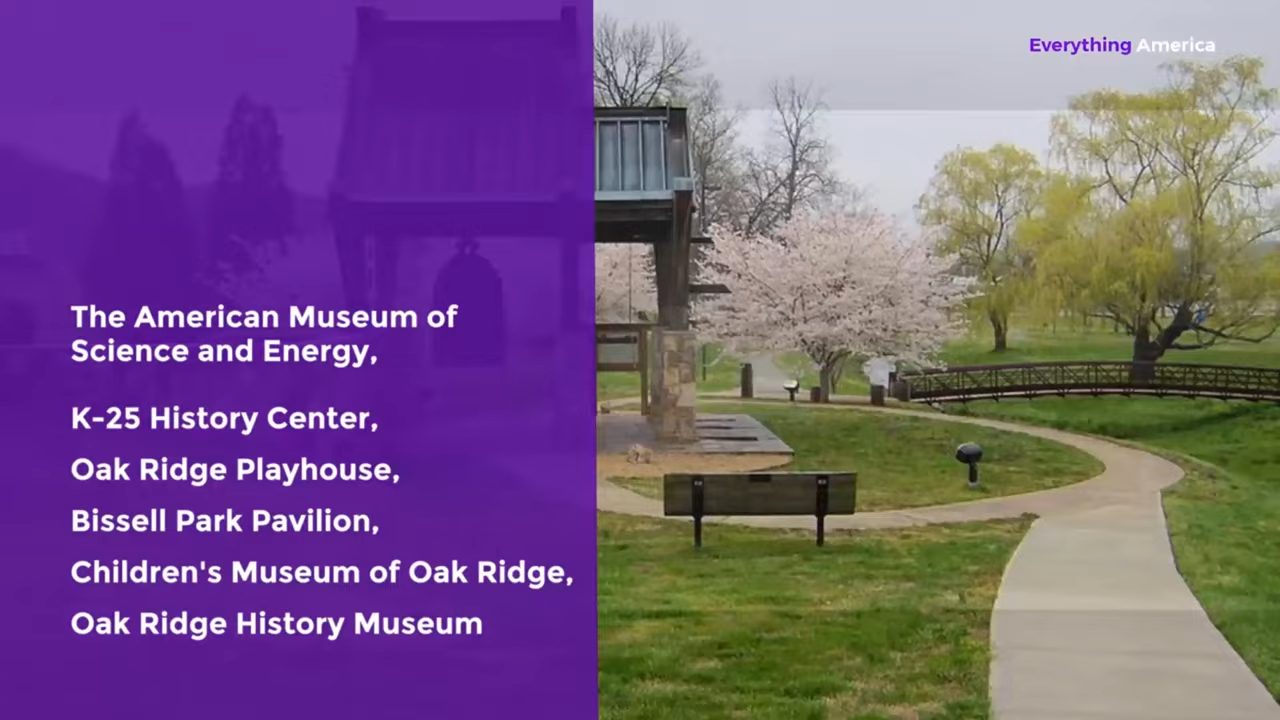 Everything America
The American Museum of
Science and Energy,
K-25 History Center,
Oak Ridge Playhouse,
Bissell Park Pavilion,
Children's Museum of Oak Ridge,
Oak Ridge History Museum